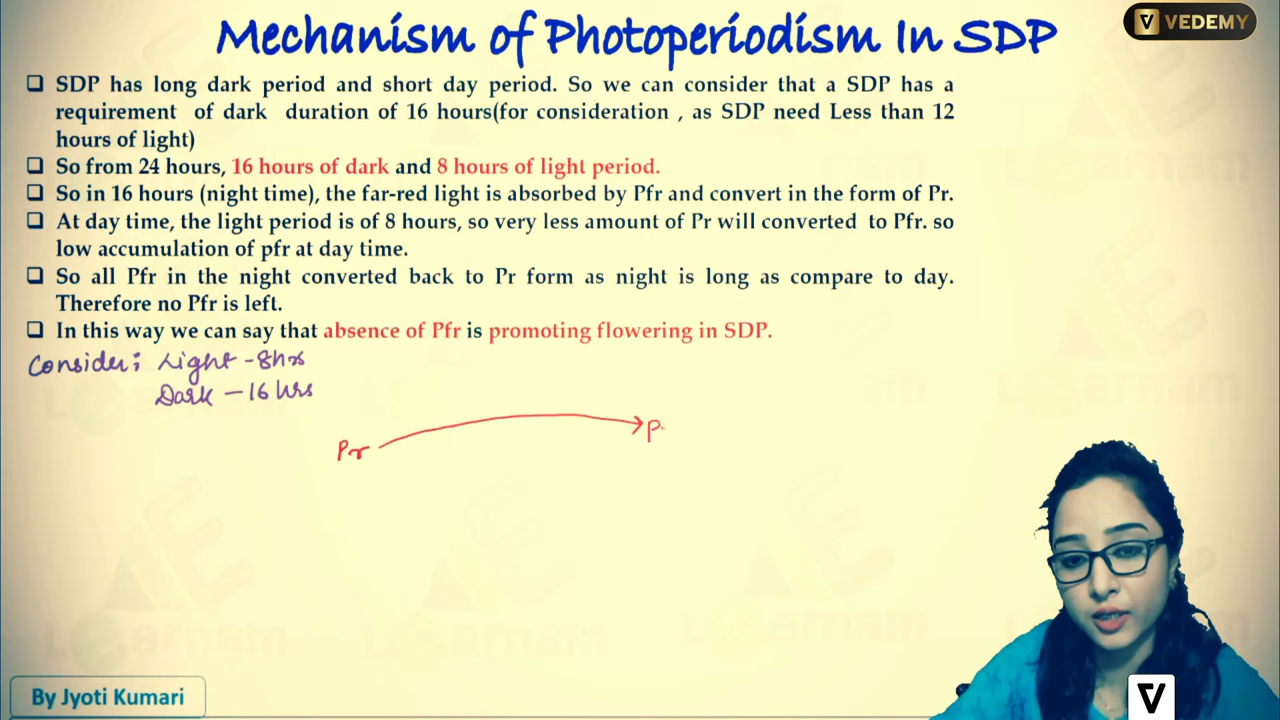 Mechanism of Photoperiodism In SDP
VEDEMY
❑ SDP has long dark period and short day period. So we can consider that a SDP has a
requirement of dark duration of 16 hours(for consideration , as SDP need Less than 12
hours of light)
❑ So from 24 hours, 16 hours of dark and 8 hours of light period.
❑ So in 16 hours (night time), the far-red light is absorbed by Pfr and convert in the form of Pr.
❑ At day time, the light period is of 8 hours, so very less amount of Pr will converted to Pfr. so
low accumulation of pfr at day time.
❑ So all Pfr in the night converted back to Pr form as night is long as compare to day.
Therefore no Pfr is left.
❑ In this way we can say that absence of Pfr is promoting flowering in SDP.
Consider: Light - 8hrs
Dark - 16 hrs
Pr → P
Learnam
By Jyoti Kumari